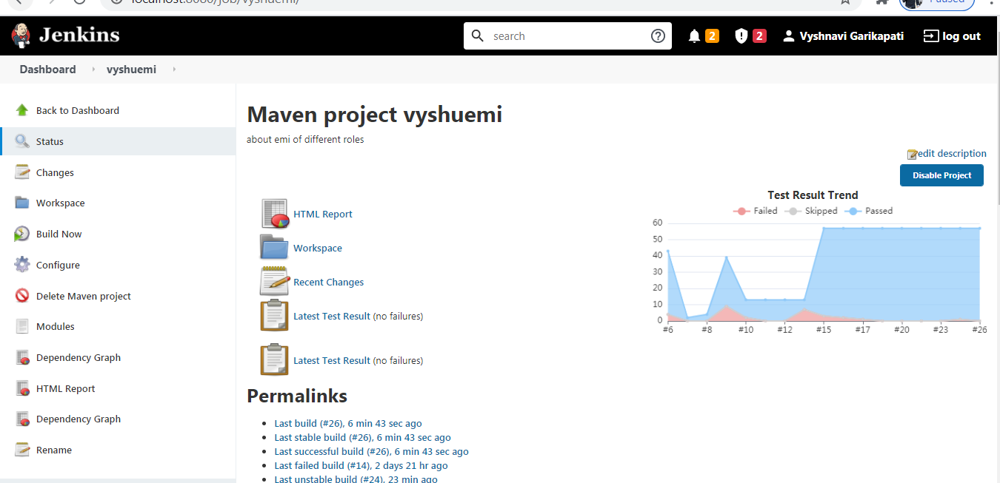 localhost:8080/job/vyshuemi/
Paused
Jenkins
search
2
2
Vyshnavi Garikapati
log out
Dashboard
vyshuemi
Back to Dashboard
Status
Changes
Workspace
Build Now
Configure
Delete Maven project
Modules
Dependency Graph
HTML Report
Dependency Graph
Rename
Maven project vyshuemi
about emi of different roles
edit description
Disable Project
HTML Report
Workspace
Recent Changes
Latest Test Result (no failures)
Latest Test Result (no failures)
Test Result Trend
Failed Skipped Passed
60
50
40
30
20
10
0
#6 #8 #10 #12 #15 #17 #20 #23 #26
Permalinks
Last build (#26), 6 min 43 sec ago
Last stable build (#26), 6 min 43 sec ago
Last successful build (#26), 6 min 43 sec ago
Last failed build (#14), 2 days 21 hr ago
Last unstable build (#24), 23 min ago